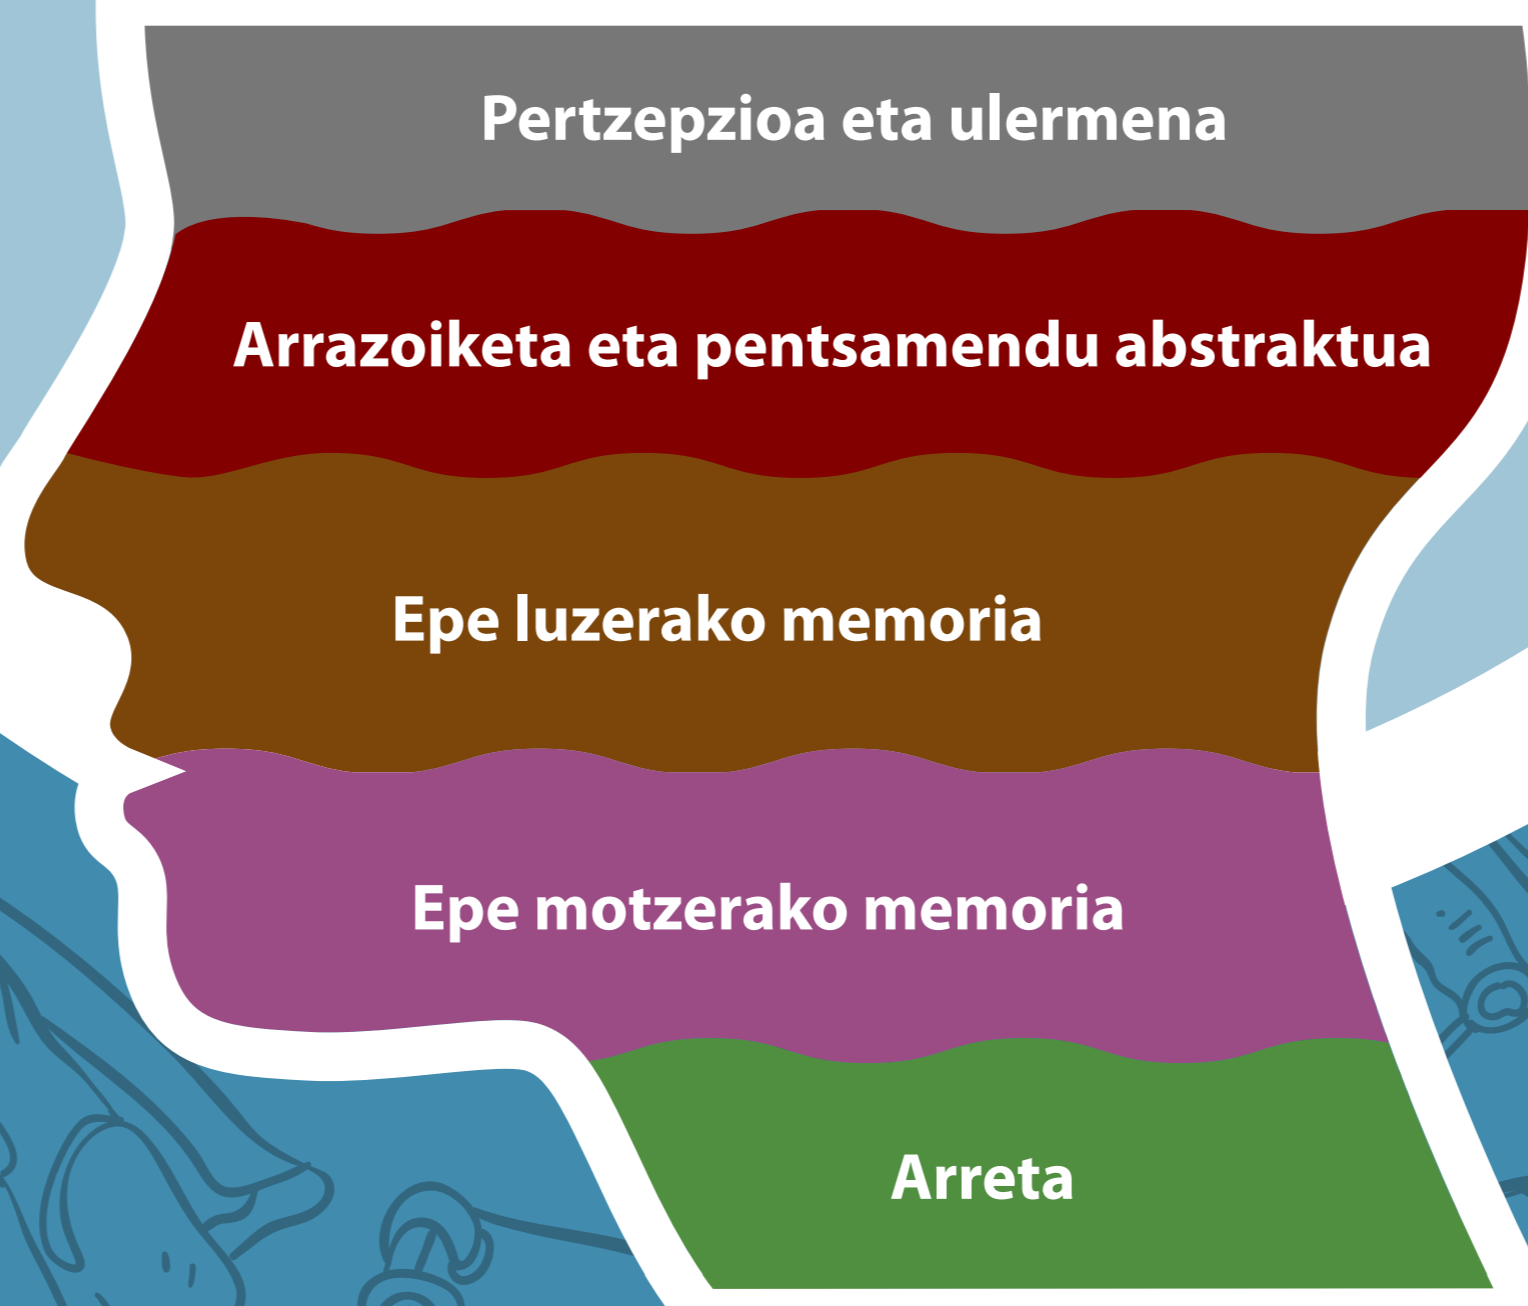 Pertzepzioa eta ulermena
Arrazoiketa eta pentsamendu abstraktua
Epe luzerako memoria
Epe motzerako memoria
Arreta